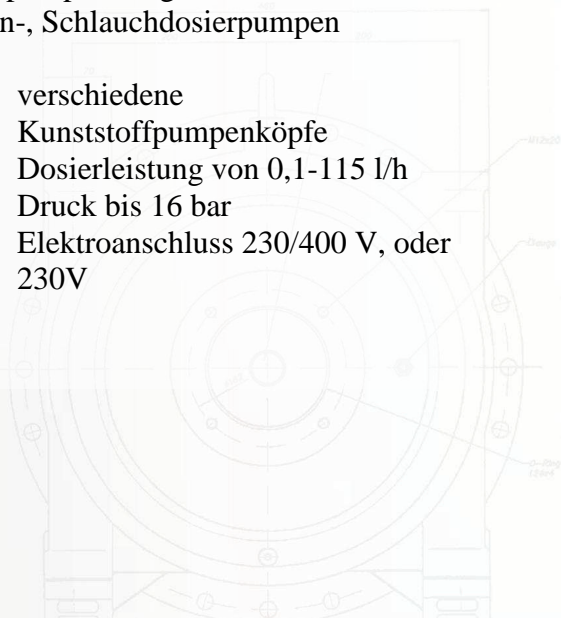 n-, Schlauchdosierpumpen
verschiedene
Kunststoffpumpenköpfe
Dosierleistung von 0,1-115 l/h
Druck bis 16 bar
Elektroanschluss 230/400 V, oder
230V